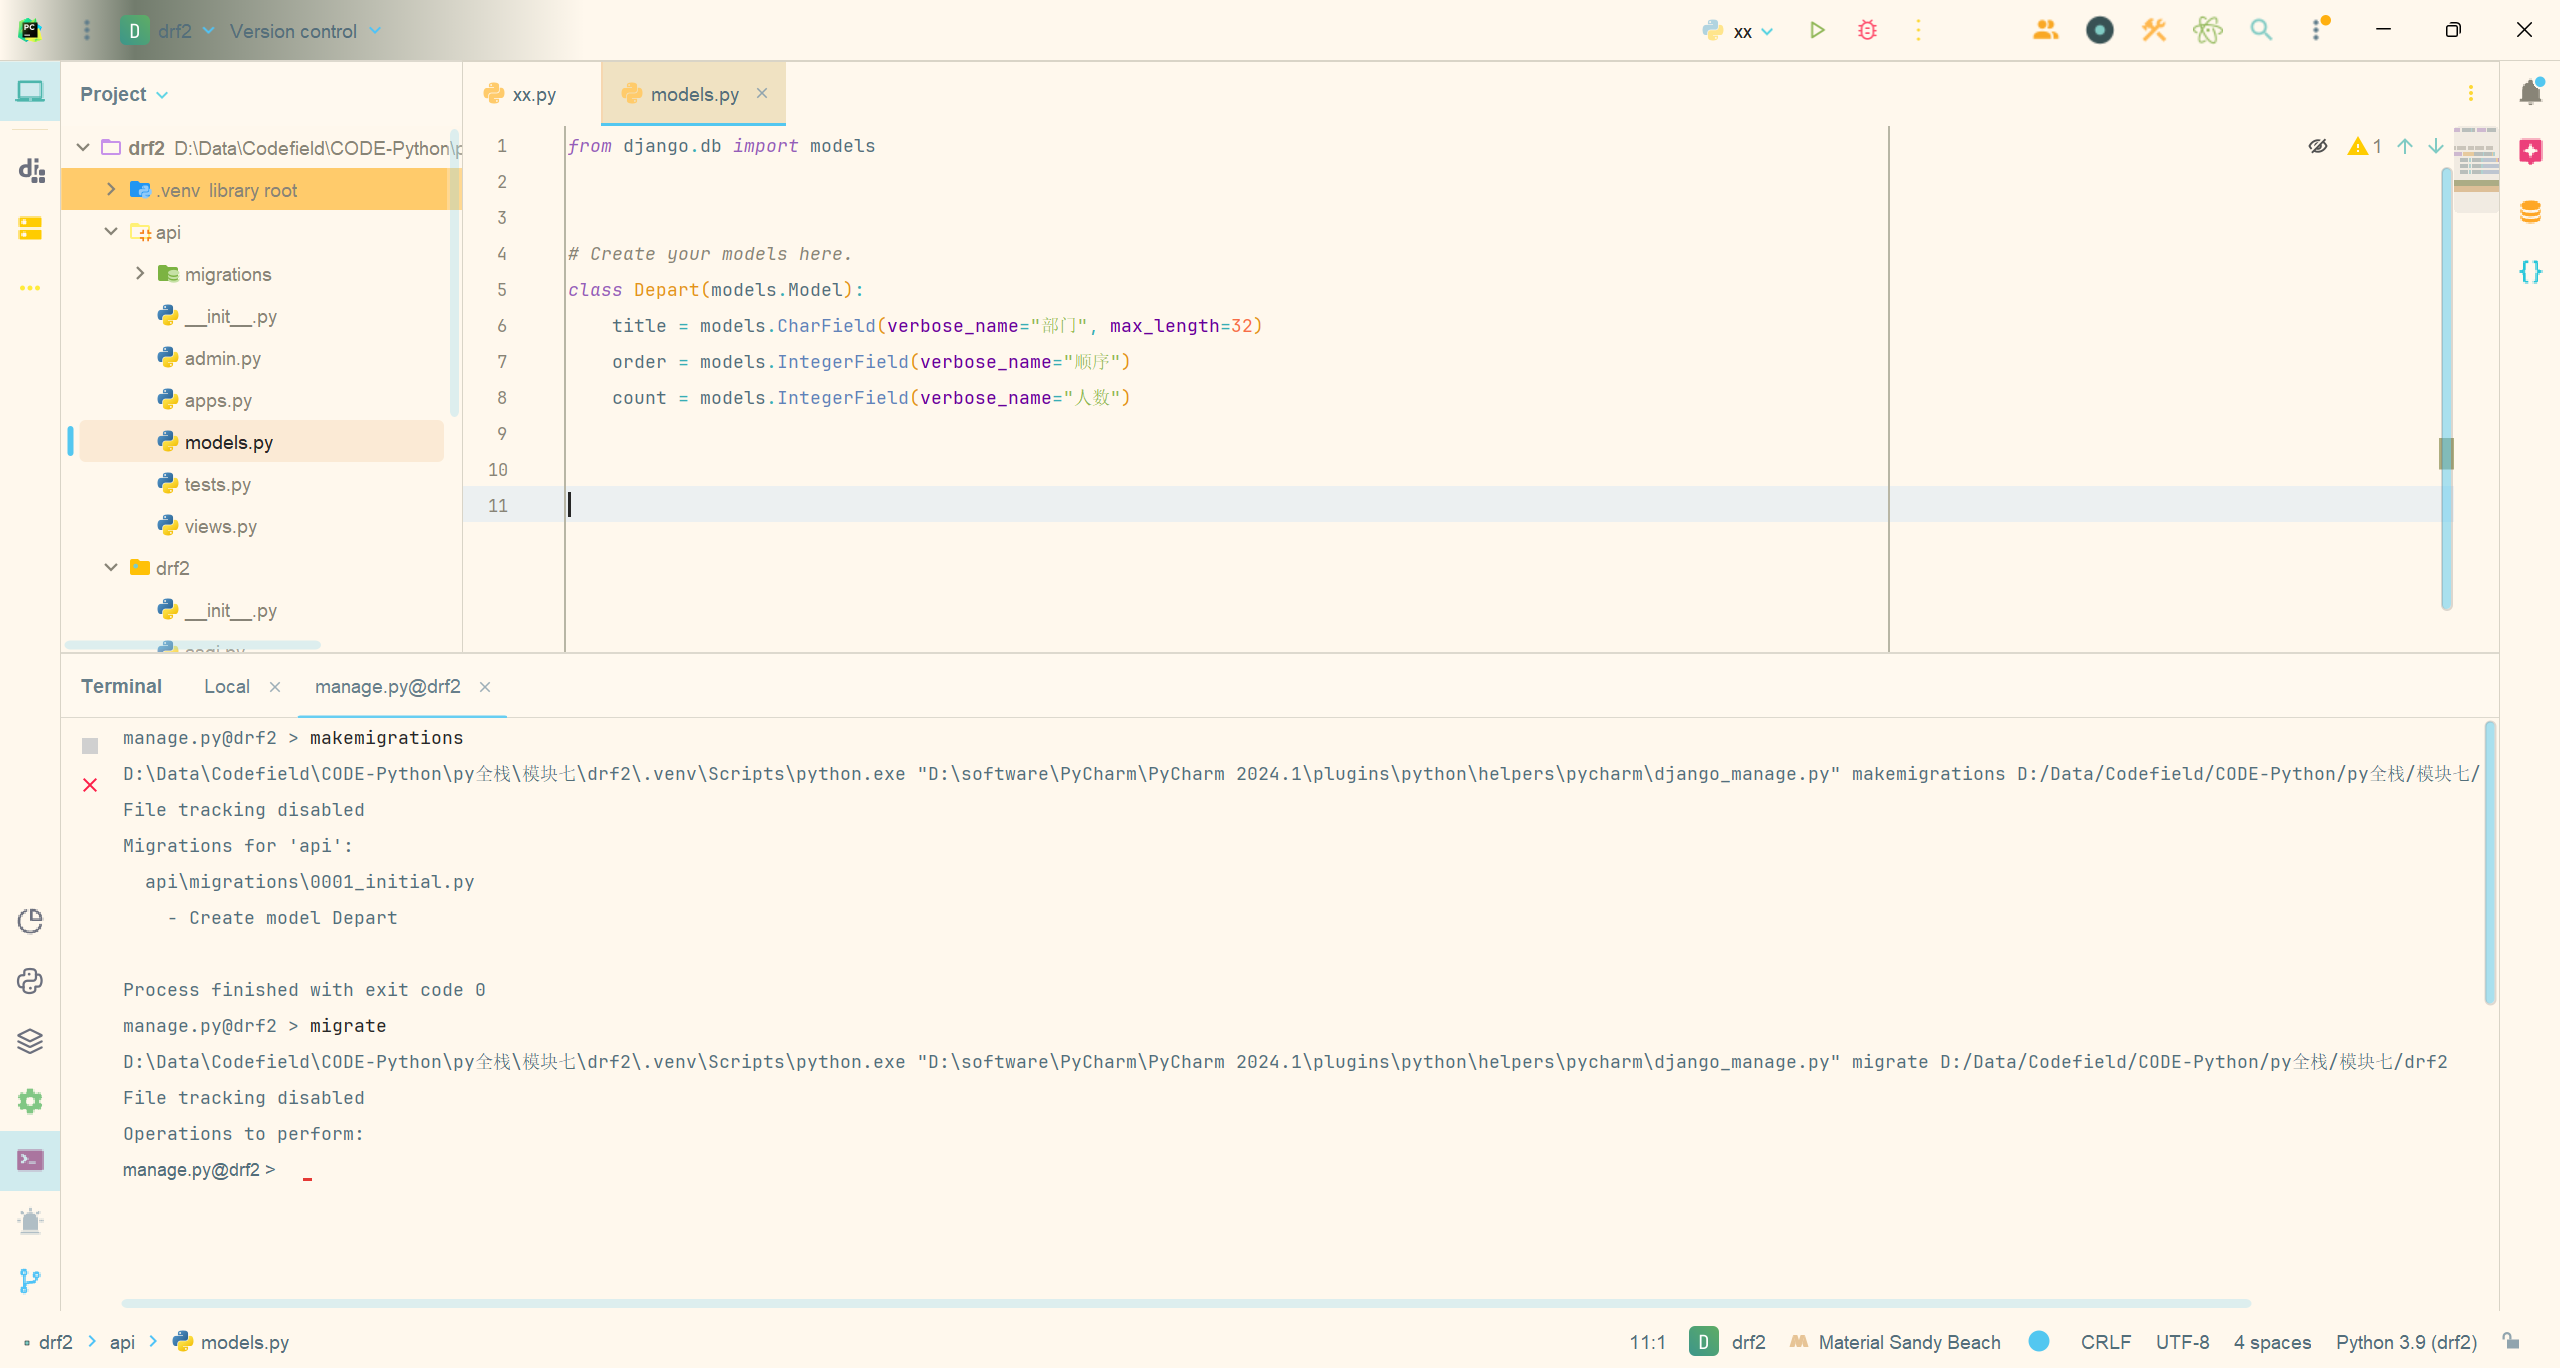 D drf2 Version control xx
Project
drf2 D:\Data\Codefield\CODE-Python\p
.venv library root
api
migrations
__init__.py
admin.py
apps.py
models.py
tests.py
views.py
drf2
__init__.py
xx.py models.py
1 from django.db import models
2
3
4 # Create your models here.
5 class Depart(models.Model):
6 title = models.CharField(verbose_name="部门", max_length=32)
7 order = models.IntegerField(verbose_name="顺序")
8 count = models.IntegerField(verbose_name="人数")
9
10
11
1
Terminal Local manage.py@drf2
manage.py@drf2 > makemigrations
D:\Data\Codefield\CODE-Python\py全栈\模块七\drf2\.venv\Scripts\python.exe "D:\software\PyCharm\PyCharm 2024.1\plugins\python\helpers\pycharm\django_manage.py" makemigrations D:/Data/Codefield/CODE-Python/py全栈/模块七/
File tracking disabled
Migrations for 'api':
api\migrations\0001_initial.py
- Create model Depart
Process finished with exit code 0
manage.py@drf2 > migrate
D:\Data\Codefield\CODE-Python\py全栈\模块七\drf2\.venv\Scripts\python.exe "D:\software\PyCharm\PyCharm 2024.1\plugins\python\helpers\pycharm\django_manage.py" migrate D:/Data/Codefield/CODE-Python/py全栈/模块七/drf2
File tracking disabled
Operations to perform:
manage.py@drf2 >
drf2 api models.py 11:1 D drf2 Material Sandy Beach CRLF UTF-8 4 spaces Python 3.9 (drf2)